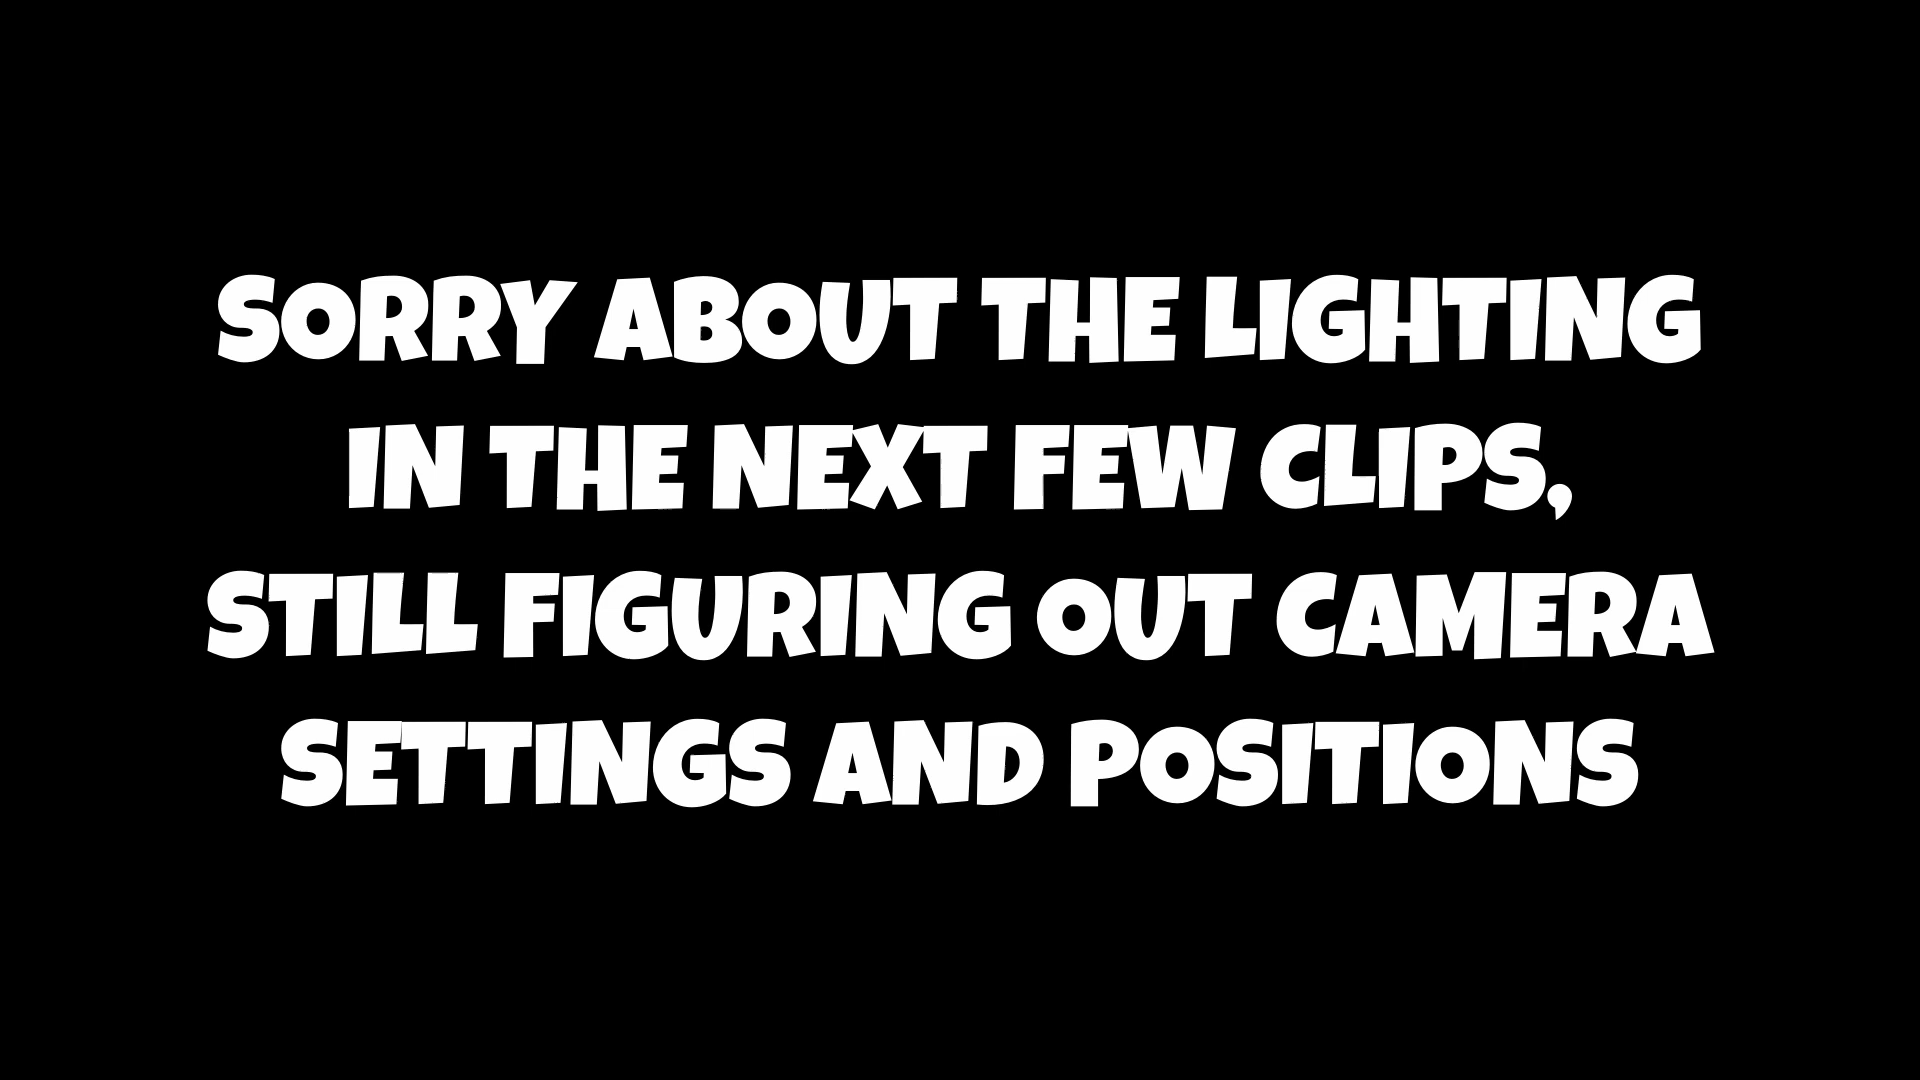 SORRY ABOUT THE LIGHTING
IN THE NEXT FEW CLIPS,
STILL FIGURING OUT CAMERA
SETTINGS AND POSITIONS